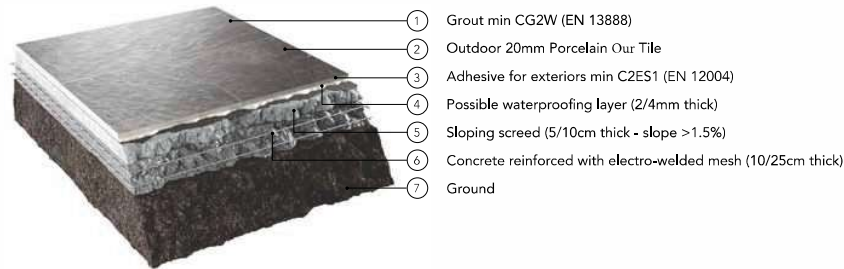 1 Grout min CG2W (EN 13888)
2 Outdoor 20mm Porcelain Our Tile
3 Adhesive for exteriors min C2ES1 (EN 12004)
4 Possible waterproofing layer (2/4mm thick)
5 Sloping screed (5/10cm thick - slope >1.5%)
6 Concrete reinforced with electro-welded mesh (10/25cm thick)
7 Ground